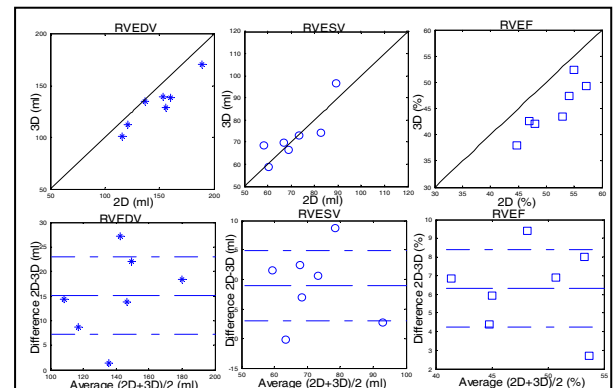 RVEDV
RVESV
RVEF
200
150
100
50
3D (ml)
50 100 150 200
2D (ml)
120
110
100
90
80
70
60
50
3D (ml)
50 60 70 80 90 100 110 120
2D (ml)
60
55
50
45
40
35
30
3D (%)
30 35 40 45 50 55 60
2D (%)
RVEDV
RVESV
RVEF
30
25
20
15
10
5
0
Difference 2D-3D (ml)
100 120 140 160 180 200
Average (2D+3D)/2 (ml)
10
5
-5
-10
-15
Difference 2D-3D (ml)
50 60 70 80 90 100
Average (2D+3D)/2 (ml)
10
9
8
7
6
5
4
3
2
Difference 2D-3D (%)
40 45 50 55
Average (2D+3D)/2 (%)